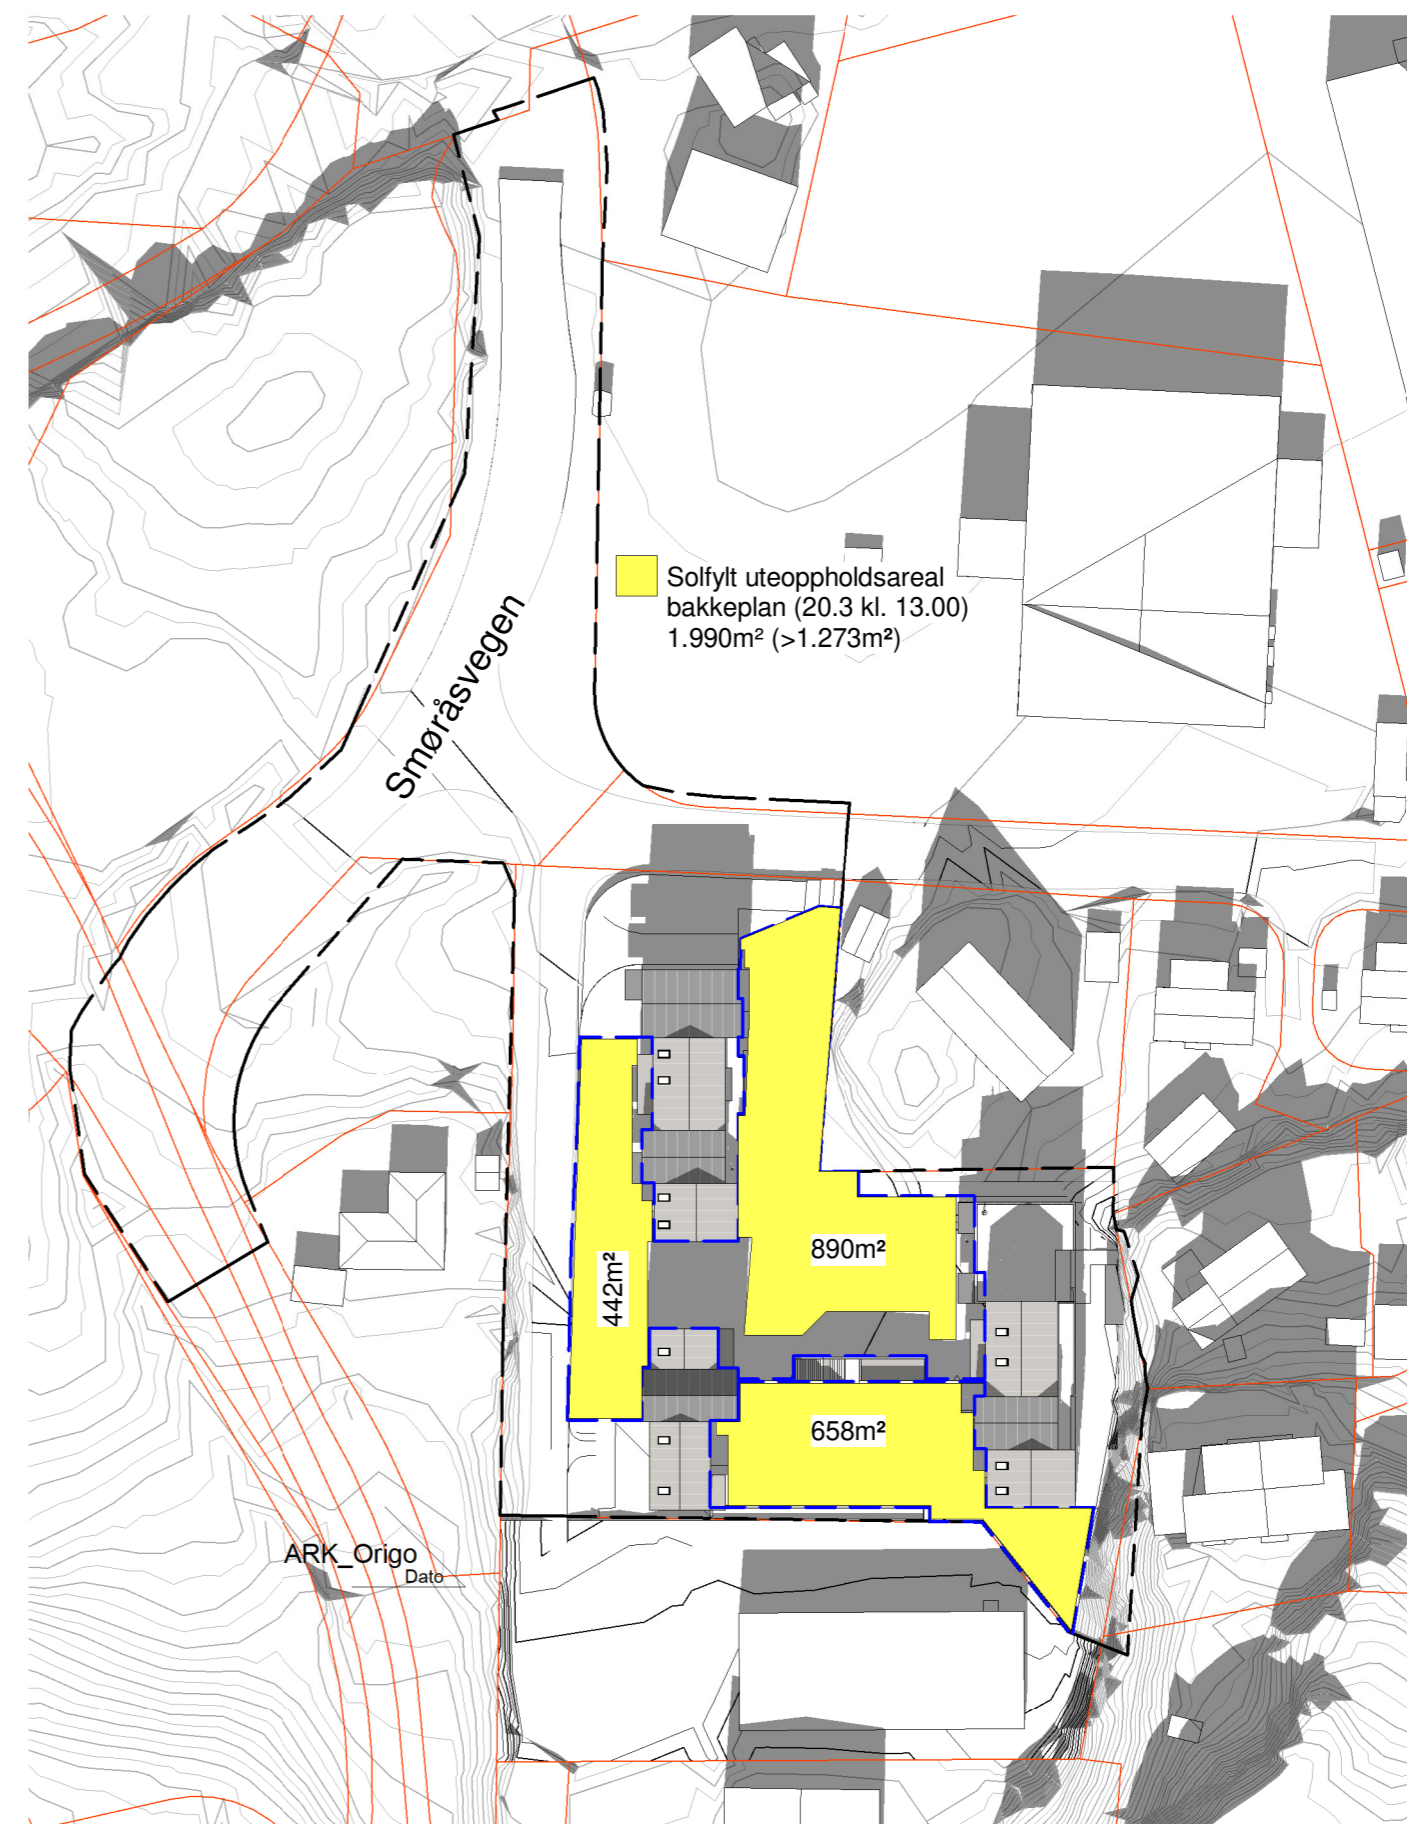 Solfylt uteoppholdsareal
bakkeplan (20.3 kl. 13.00)
1.990m² (>1.273m²)
Smøråsvegen
890m²
442m²
658m²
ARK_Origo
Dato